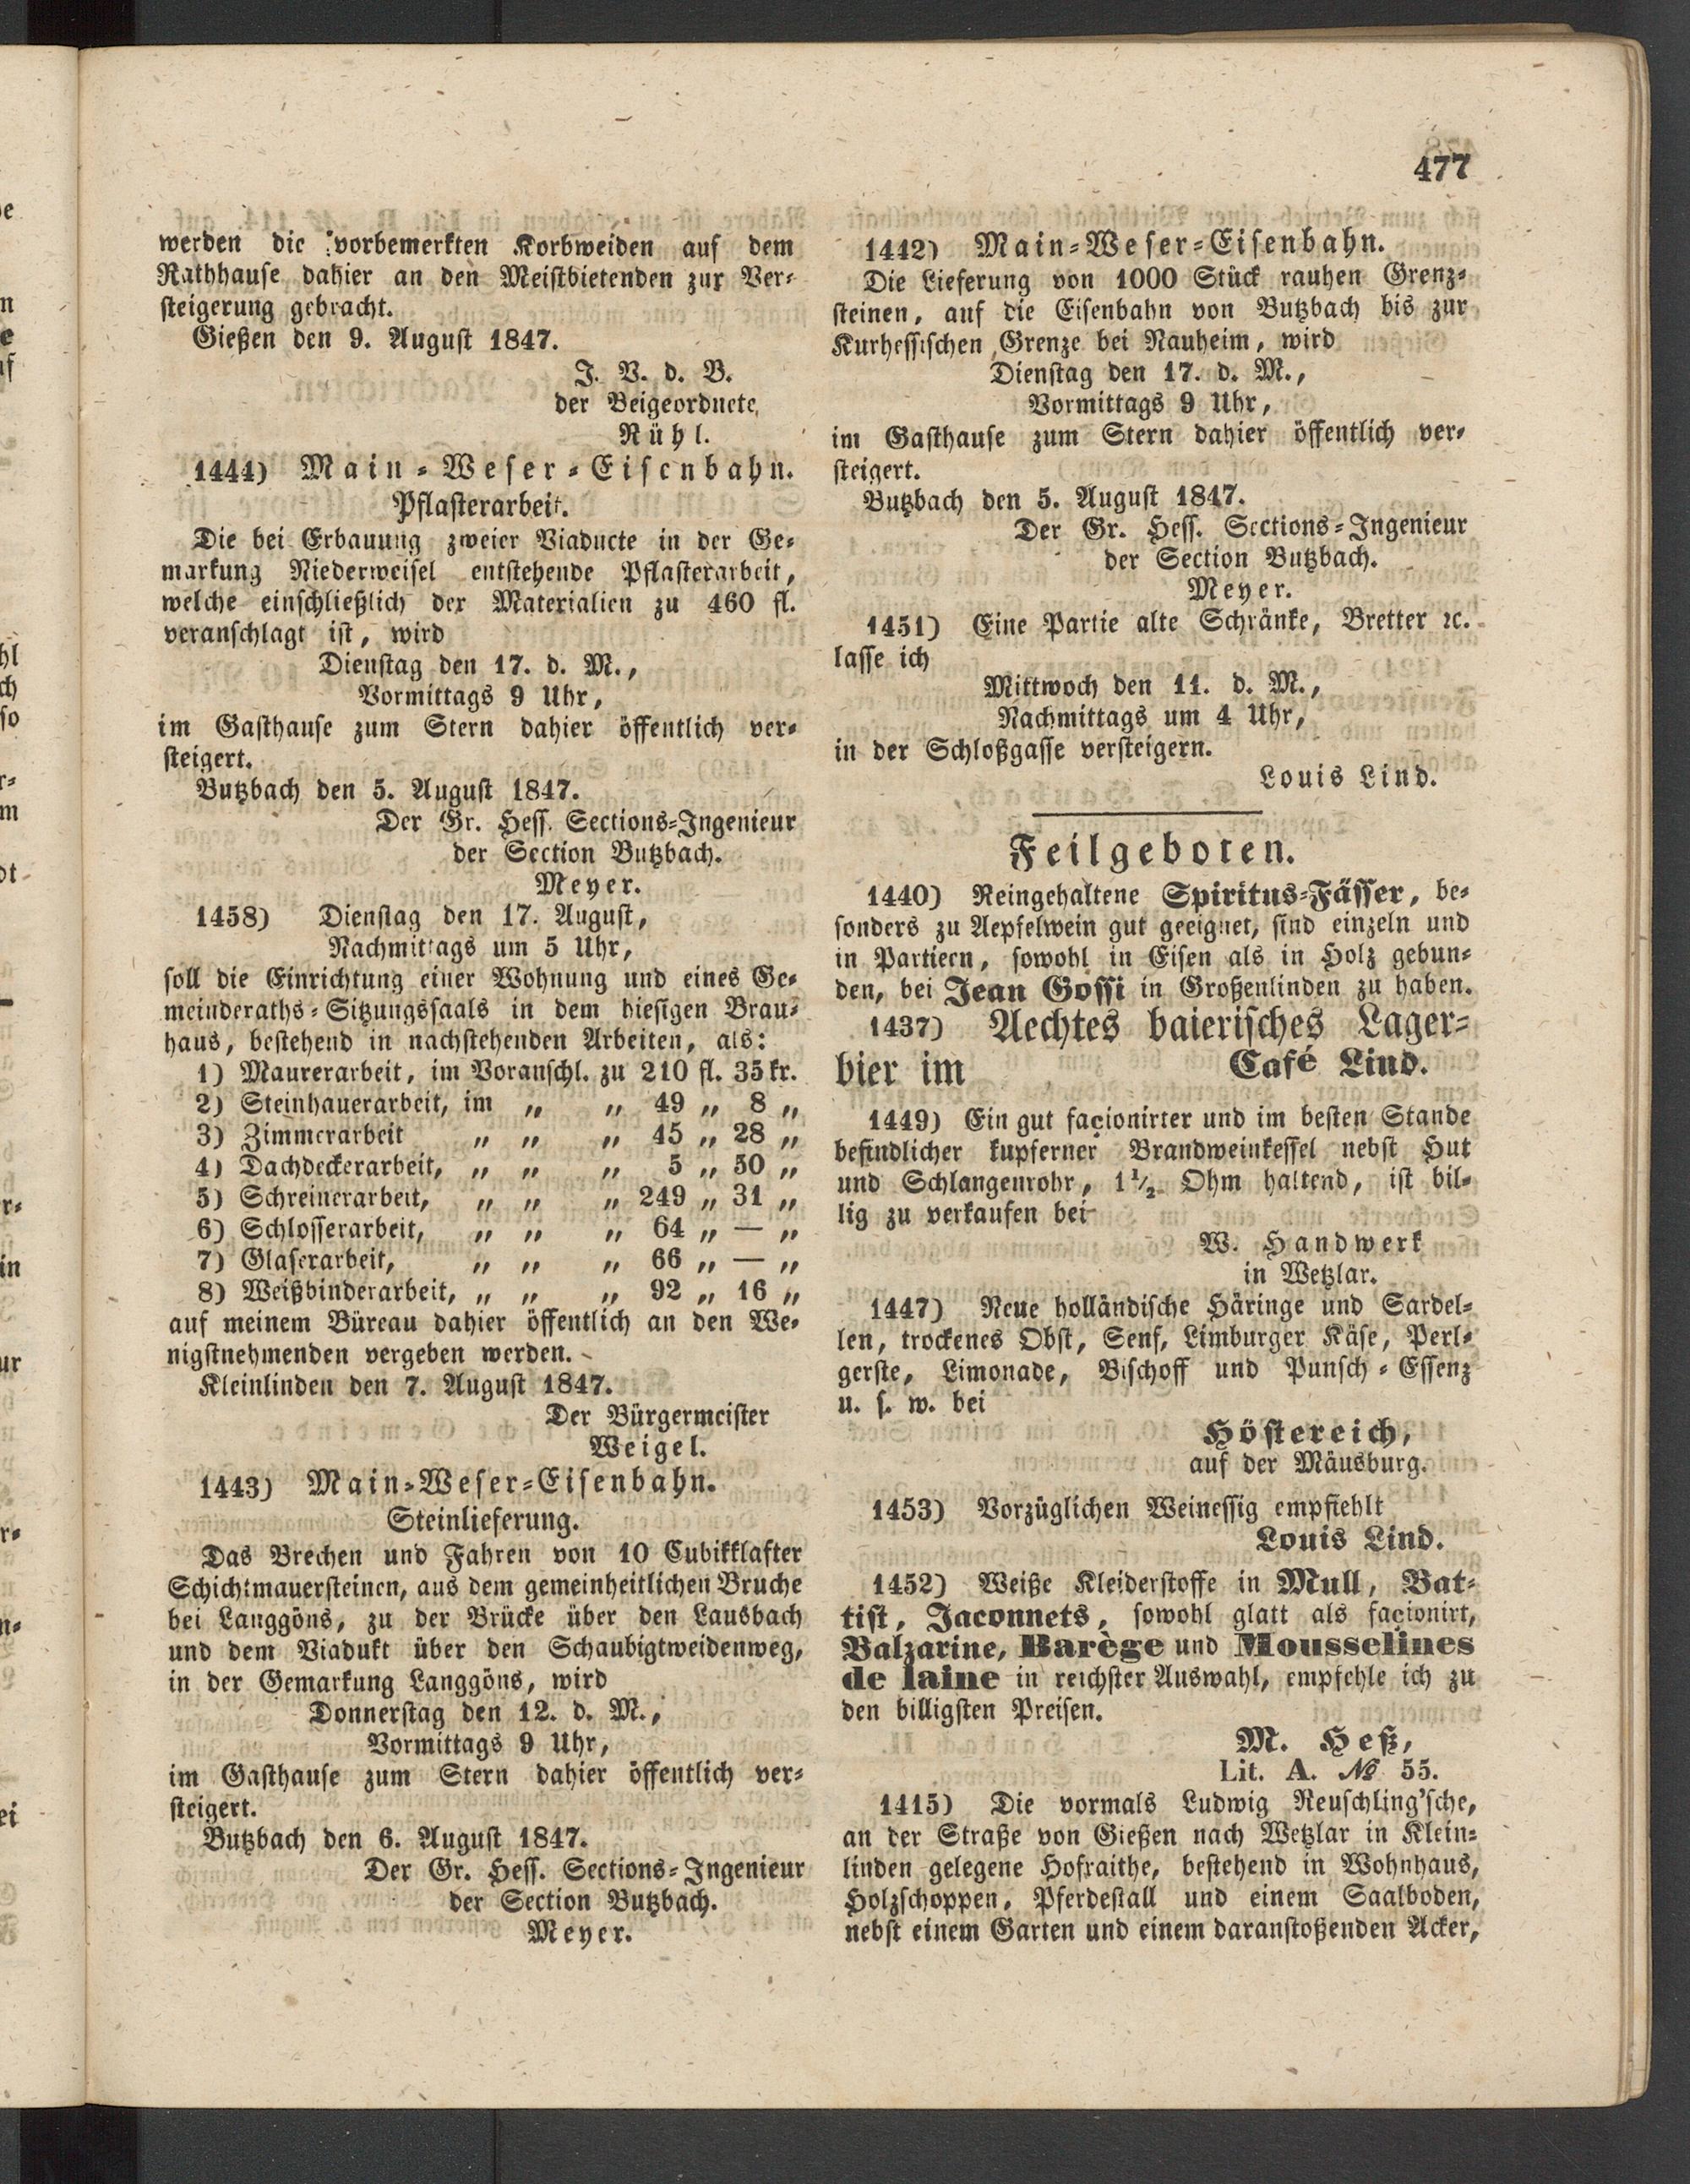 477
werden die vorbemerkten Korbweiden auf dem
Rathhause dahier an den Meistbietenden zur Ver-
steigerung gebracht.
Gießen den 9. August 1847.
J. V. d. B.
der Beigeordnete
Rühl.
1444) Main-Weser-Eisenbahn.
Pflasterarbeit.
Die bei Erbauung zweier Viaducte in der Ge-
markung Niederweisel entstehende Pflasterarbeit,
welche einschließlich der Materialien zu 460 fl.
veranschlagt ist, wird
Dienstag den 17. d. M.,
Vormittags 9 Uhr,
im Gasthause zum Stern dahier öffentlich ver-
steigert.
Butzbach den 5. August 1847.
Der Gr. Hess. Sections-Ingenieur
der Section Butzbach.
Meyer.
1458) Dienstag den 17. August,
Nachmittags um 5 Uhr,
soll die Einrichtung einer Wohnung und eines Ge-
meinderaths-Sitzungssaals in dem hiesigen Brau-
haus, bestehend in nachstehenden Arbeiten, als:
1) Maurerarbeit, im Voranschl. zu 210 fl. 35 kr.
2) Steinhauerarbeit, im „ „ 49 „ 8 „
3) Zimmerarbeit „ „ „ 45 „ 28 „
4) Dachdeckerarbeit, „ „ „ 5 „ 50 „
5) Schreinerarbeit, „ „ „ 249 „ 31 „
6) Schlosserarbeit, „ „ „ 64 „ — „
7) Glaserarbeit, „ „ „ 66 „ — „
8) Weißbinderarbeit, „ „ „ 92 „ 16 „
auf meinem Büreau dahier öffentlich an den We-
nigstnehmenden vergeben werden.
Kleinlinden den 7. August 1847.
Der Bürgermeister
Weigel.
1443) Main-Weser-Eisenbahn.
Steinlieferung.
Das Brechen und Fahren von 10 Cubikklafter
Schichtmauersteinen, aus dem gemeinheitlichen Bruche
bei Langgöns, zu der Brücke über den Lausbach
und dem Viadukt über den Schaubigtweidenweg,
in der Gemarkung Langgöns, wird
Donnerstag den 12. d. M.,
Vormittags 9 Uhr,
im Gasthause zum Stern dahier öffentlich ver-
steigert.
Butzbach den 6. August 1847.
Der Gr. Hess. Sections-Ingenieur
der Section Butzbach.
Meyer.
1442) Main-Weser-Eisenbahn.
Die Lieferung von 1000 Stück rauhen Grenz-
steinen, auf die Eisenbahn von Butzbach bis zur
Kurhessischen Grenze bei Nauheim, wird
Dienstag den 17. d. M.,
Vormittags 9 Uhr,
im Gasthause zum Stern dahier öffentlich ver-
steigert.
Butzbach den 5. August 1847.
Der Gr. Hess. Sections-Ingenieur
der Section Butzbach.
Meyer.
1451) Eine Partie alte Schränke, Bretter ꝛc.
lasse ich
Mittwoch den 11. d. M.,
Nachmittags um 4 Uhr,
in der Schloßgasse versteigern.
Louis Lind.
Feilgeboten.
1440) Reingehaltene Spiritus-Fässer, be-
sonders zu Aepfelwein gut geeignet, sind einzeln und
in Partieen, sowohl in Eisen als in Holz gebun-
den, bei Jean Gossi in Großenlinden zu haben.
1437) Aechtes baierisches Lager-
bier im Café Lind.
1449) Ein gut façionirter und im besten Stande
befindlicher kupferner Brandweinkessel nebst Hut
und Schlangenrohr, 1½ Ohm haltend, ist bil-
lig zu verkaufen bei
W. Handwerk
in Wetzlar.
1447) Neue holländische Häringe und Sardel-
len, trockenes Obst, Senf, Limburger Käse, Perl-
gerste, Limonade, Bischoff und Punsch-Essenz
u. s. w. bei
Höstereich,
auf der Mäusburg.
1453) Vorzüglichen Weinessig empfiehlt
Louis Lind.
1452) Weiße Kleiderstoffe in Mull, Bat-
tist, Jaconnets, sowohl glatt als façionirt,
Balzarine, Barège und Mousselines
de laine in reichster Auswahl, empfehle ich zu
den billigsten Preisen.
M. Heß,
Lit. A. № 55.
1415) Die vormals Ludwig Neuschling'sche,
an der Straße von Gießen nach Wetzlar in Klein-
linden gelegene Hofraithe, bestehend in Wohnhaus,
Holzschoppen, Pferdestall und einem Saalboden,
nebst einem Garten und einem daranstoßenden Acker,